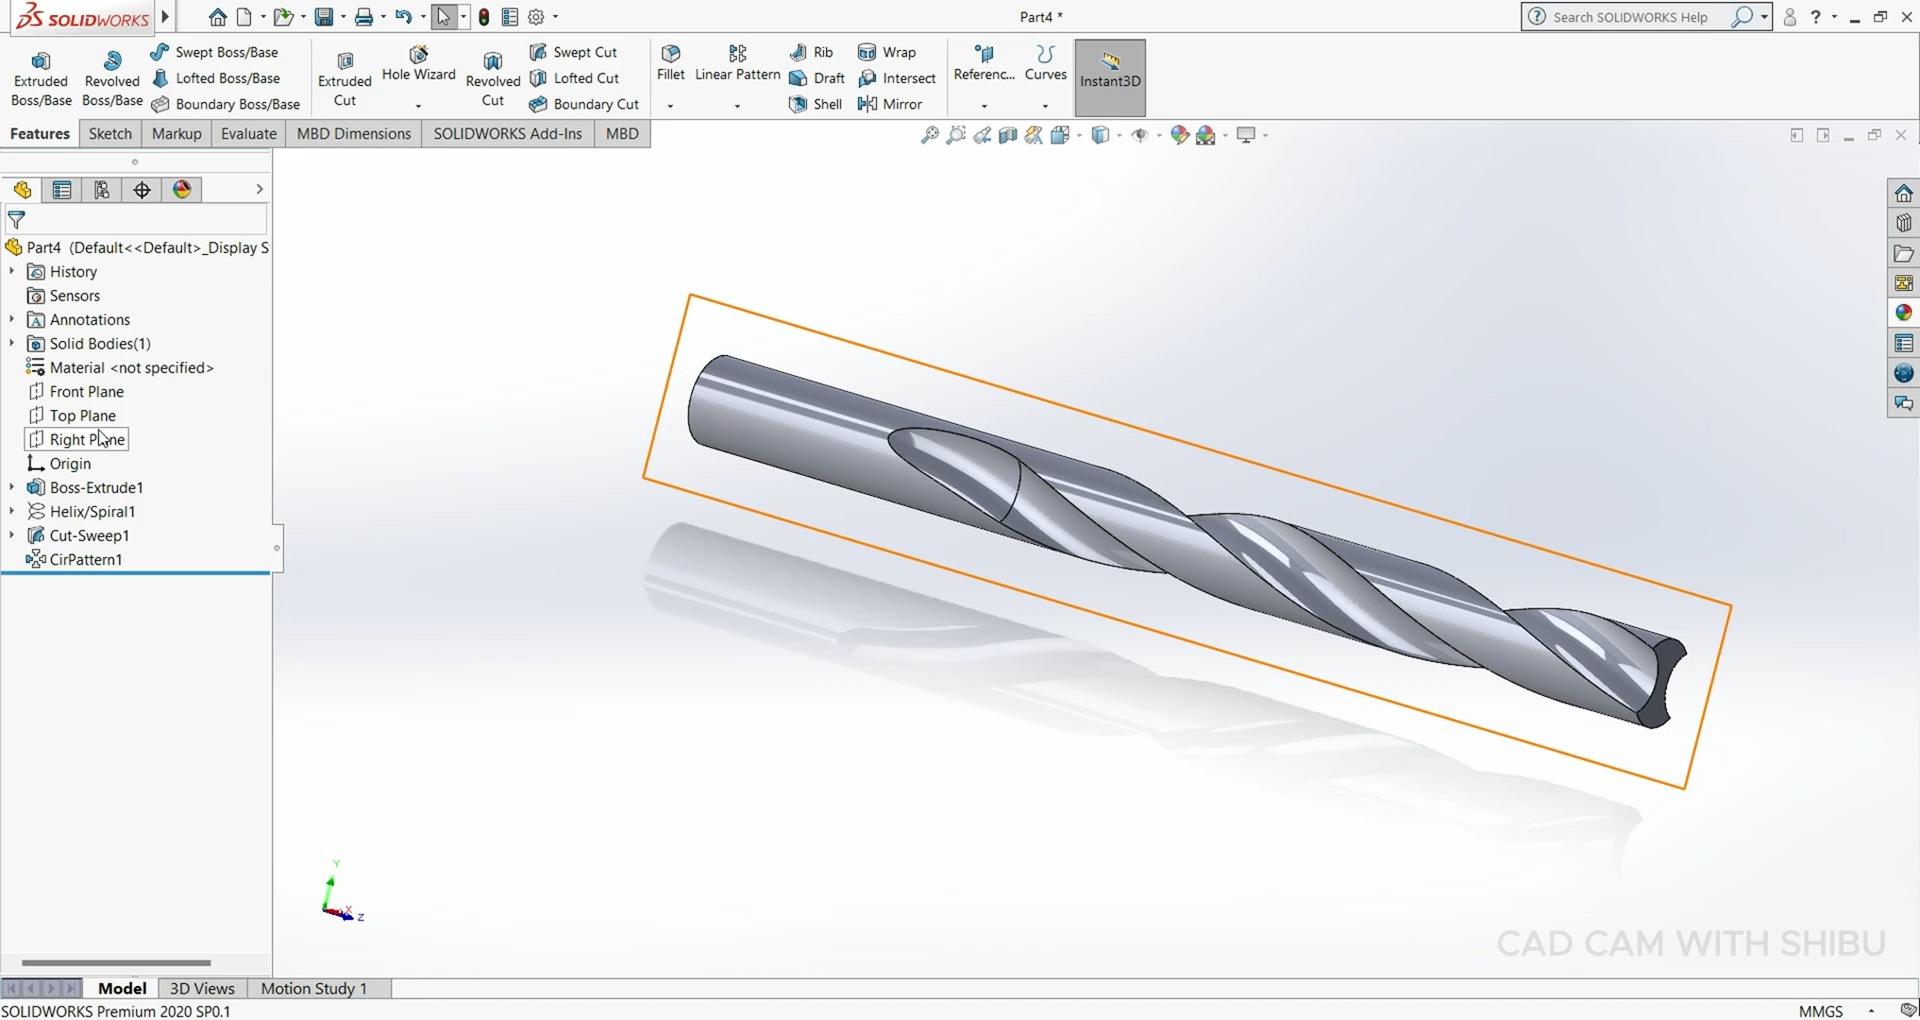 SOLIDWORKS
Part4 *
Search SOLIDWORKS Help
Extruded Boss/Base
Revolved Boss/Base
Swept Boss/Base
Lofted Boss/Base
Boundary Boss/Base
Extruded Cut
Hole Wizard
Revolved Cut
Swept Cut
Lofted Cut
Boundary Cut
Fillet
Linear Pattern
Rib
Draft
Shell
Wrap
Intersect
Mirror
Referenc...
Curves
Instant3D
Features
Sketch
Markup
Evaluate
MBD Dimensions
SOLIDWORKS Add-Ins
MBD
Part4 (Default<<Default>_Display S
History
Sensors
Annotations
Solid Bodies(1)
Material <not specified>
Front Plane
Top Plane
Right Plane
Origin
Boss-Extrude1
Helix/Spiral1
Cut-Sweep1
CirPattern1
Y
X
Z
CAD CAM WITH SHIBU
Model
3D Views
Motion Study 1
SOLIDWORKS Premium 2020 SP0.1
MMGS